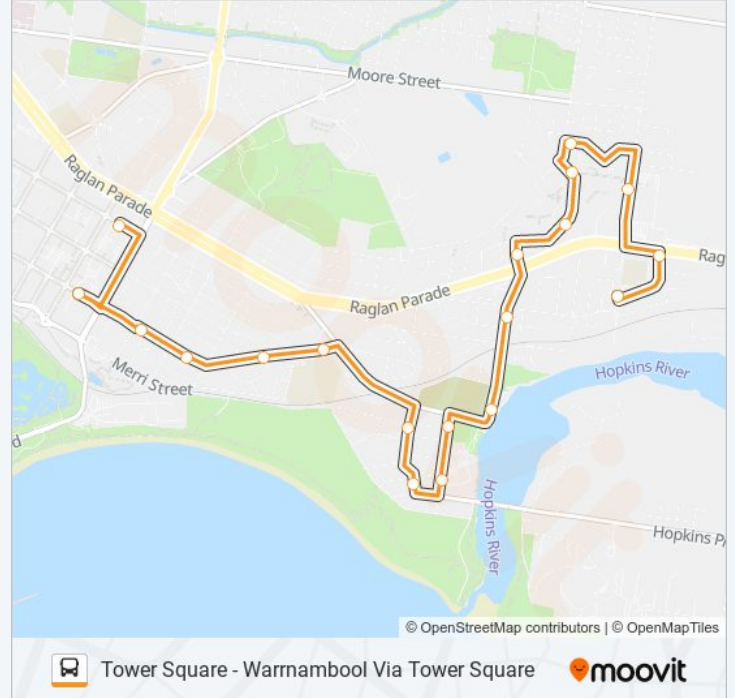 Moore Street
Raglan Parade
Rag
Raglan Parade
Hopkins River
Merri Street
d
Hopkins River
Hopkins P
© OpenStreetMap contributors | © OpenMapTiles
Tower Square - Warrnambool Via Tower Square
moovit